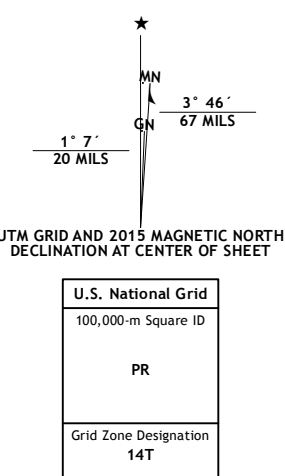 ★
MN
3° 46´
GN
67 MILS
1° 7´
20 MILS
UTM GRID AND 2015 MAGNETIC NORTH
DECLINATION AT CENTER OF SHEET
U.S. National Grid
100,000-m Square ID
PR
Grid Zone Designation
14T